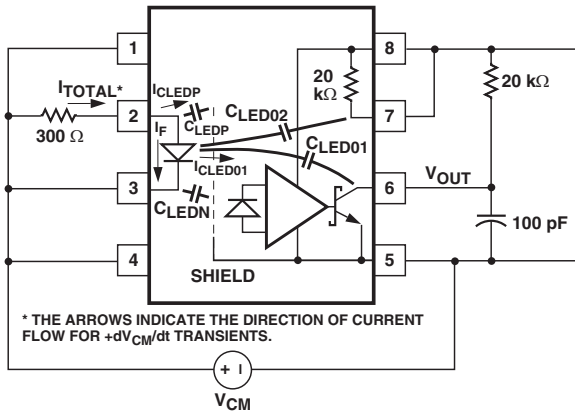 1
8
I_TOTAL*
I_CLEDP
20 kΩ
20 kΩ
C_LEDP
C_LED02
2
7
300 Ω
I_F
C_LED01
I_CLED01
3
6
V_OUT
C_LEDN
100 pF
4
5
SHIELD
* THE ARROWS INDICATE THE DIRECTION OF CURRENT
FLOW FOR +dV_CM/dt TRANSIENTS.
+ I
V_CM